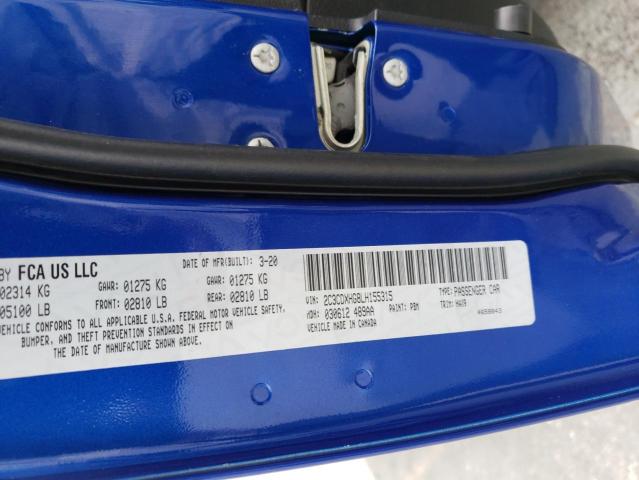 BY FCA US LLC
DATE OF MFR(BUILT): 3-20
02314 KG GAWR: 01275 KG GAWR: 01275 KG
05100 LB FRONT: 02810 LB REAR: 02810 LB
VEHICLE CONFORMS TO ALL APPLICABLE U.S.A. FEDERAL MOTOR VEHICLE SAFETY,
BUMPER, AND THEFT PREVENTION STANDARDS IN EFFECT ON
THE DATE OF MANUFACTURE SHOWN ABOVE.
VIN: 2C3CDXHG8LH155315 TYPE: PASSENGER CAR
MDH: 030612 489AA PAINT: PBM TRIM: HAX9
VEHICLE MADE IN CANADA